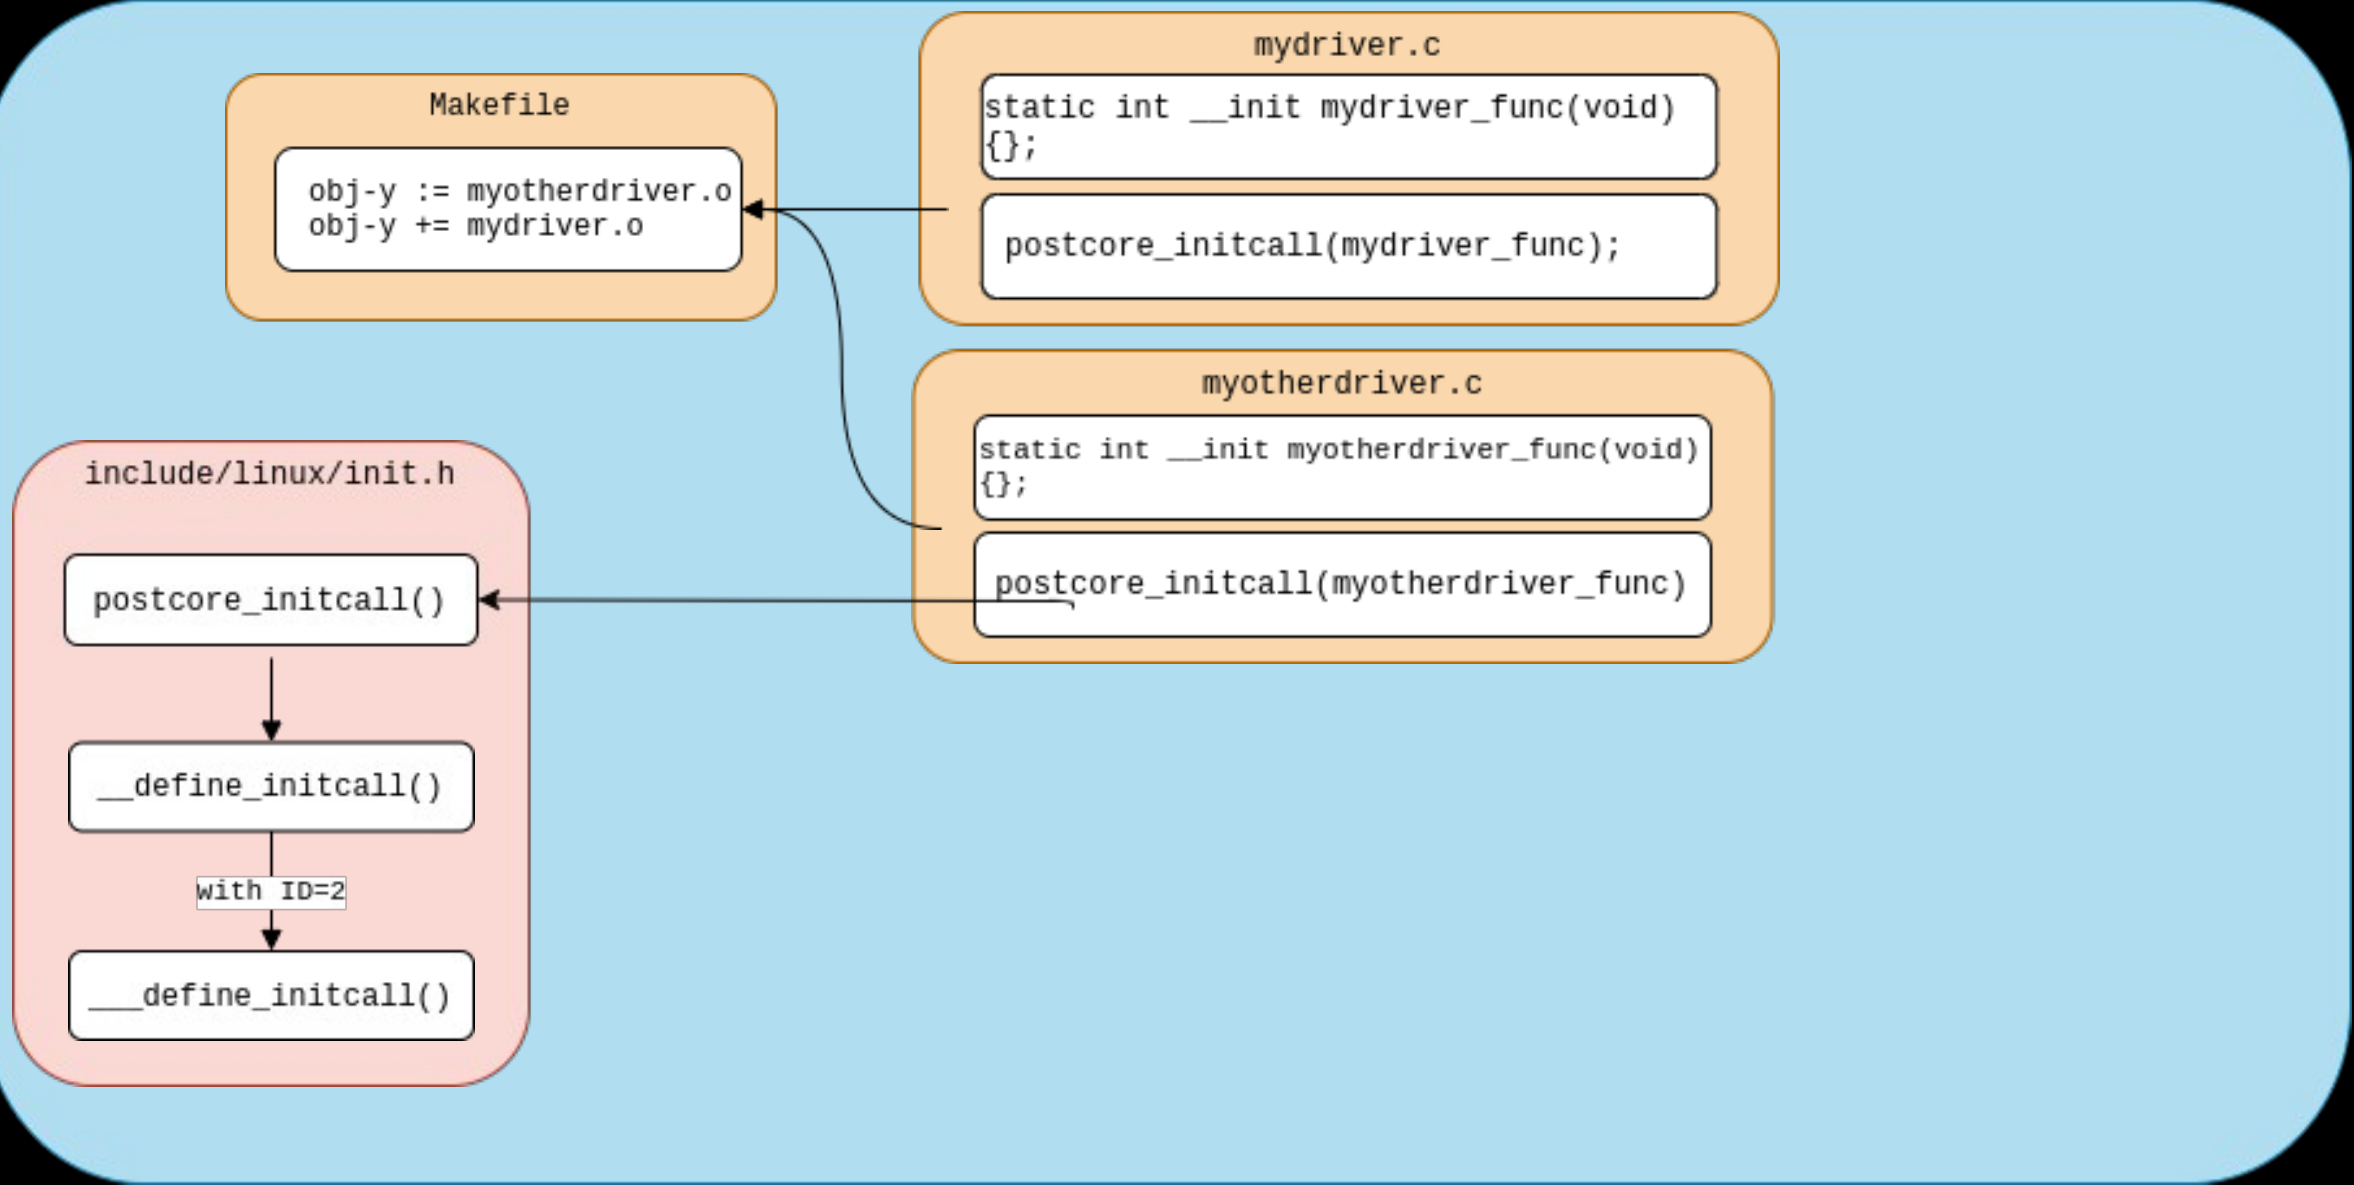 Makefile
obj-y := myotherdriver.o
obj-y += mydriver.o
mydriver.c
static int __init mydriver_func(void)
{};
postcore_initcall(mydriver_func);
myotherdriver.c
static int __init myotherdriver_func(void)
{};
postcore_initcall(myotherdriver_func)
include/linux/init.h
postcore_initcall()
__define_initcall()
with ID=2
___define_initcall()